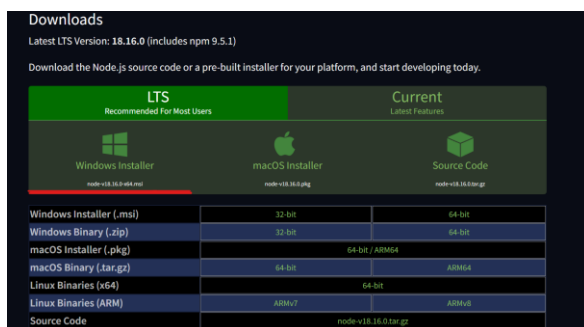 Downloads
Latest LTS Version: 18.16.0 (includes npm 9.5.1)
Download the Node.js source code or a pre-built installer for your platform, and start developing today.
LTS
Recommended For Most Users
Current
Latest Features
Windows Installer
node-v18.16.0-x64.msi
macOS Installer
node-v18.16.0.pkg
Source Code
node-v18.16.0.tar.gz
Windows Installer (.msi) 32-bit 64-bit
Windows Binary (.zip) 32-bit 64-bit
macOS Installer (.pkg) 64-bit / ARM64
macOS Binary (.tar.gz) 64-bit ARM64
Linux Binaries (x64) 64-bit
Linux Binaries (ARM) ARMv7 ARMv8
Source Code node-v18.16.0.tar.gz